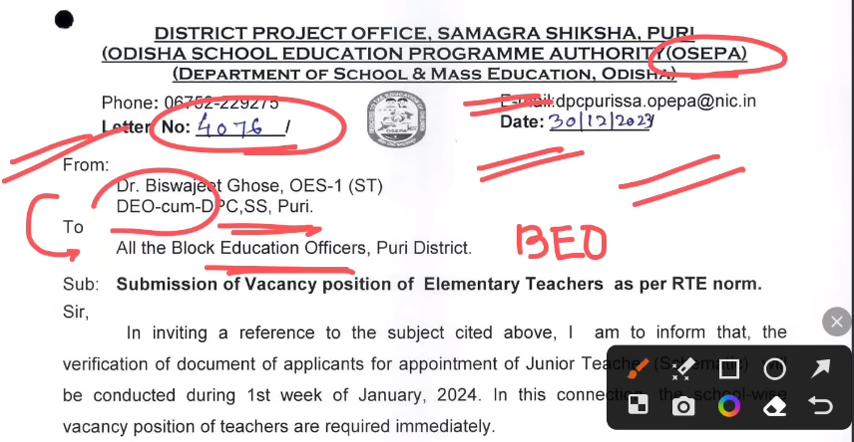 DISTRICT PROJECT OFFICE, SAMAGRA SHIKSHA, PURI
(ODISHA SCHOOL EDUCATION PROGRAMME AUTHORITY(OSEPA)
(DEPARTMENT OF SCHOOL & MASS EDUCATION, ODISHA)
Phone: 06752-229275
E-mail:dpcpurissa.opepa@nic.in
Letter No: 4076 /
Date: 30/12/2023
From:
Dr. Biswajeet Ghose, OES-1 (ST)
DEO-cum-DPC,SS, Puri.
To
All the Block Education Officers, Puri District.
BEO
Sub: Submission of Vacancy position of Elementary Teachers as per RTE norm.
Sir,
In inviting a reference to the subject cited above, I am to inform that, the
verification of document of applicants for appointment of Junior Teacher (Schematic) will
be conducted during 1st week of January, 2024. In this connection, the school-wise
vacancy position of teachers are required immediately.